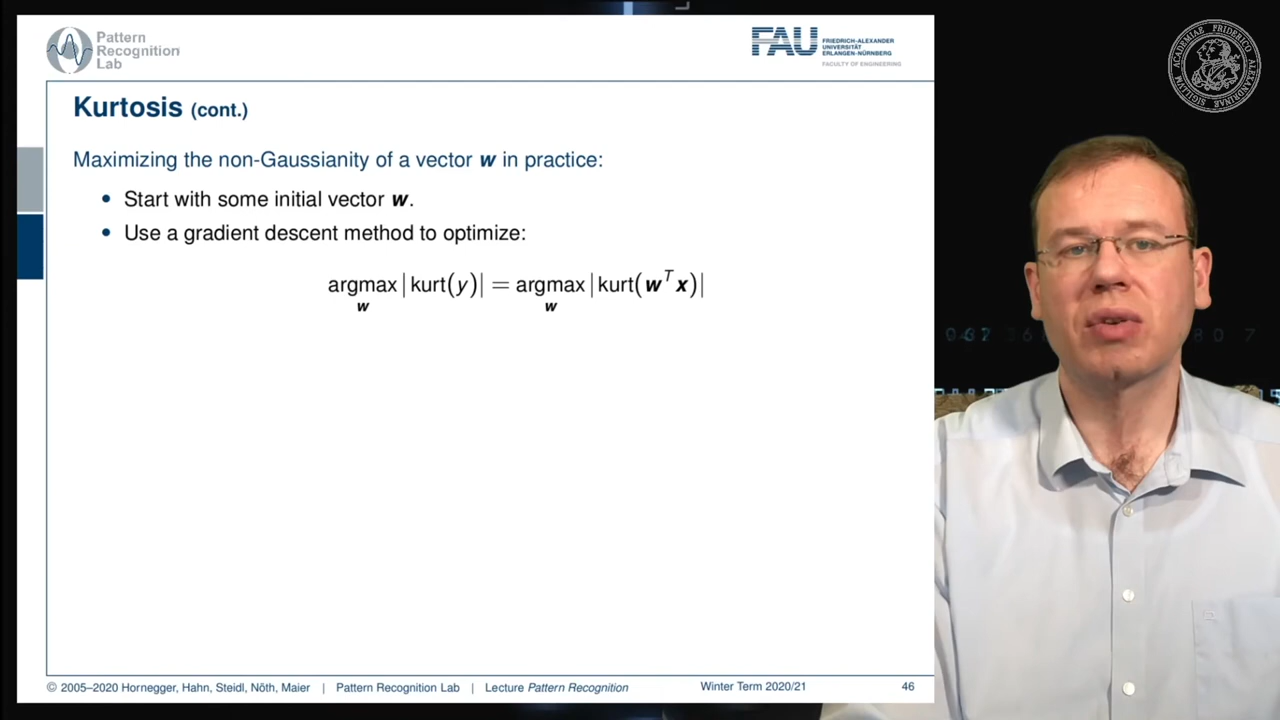 Pattern
Recognition
Lab
FAU
FRIEDRICH-ALEXANDER
UNIVERSITÄT
ERLANGEN-NÜRNBERG
FACULTY OF ENGINEERING
Kurtosis (cont.)
Maximizing the non-Gaussianity of a vector w in practice:
• Start with some initial vector w.
• Use a gradient descent method to optimize:
argmax |kurt(y)| = argmax |kurt(wᵀx)|
w w
© 2005–2020 Hornegger, Hahn, Steidl, Nöth, Maier | Pattern Recognition Lab | Lecture Pattern Recognition Winter Term 2020/21 46